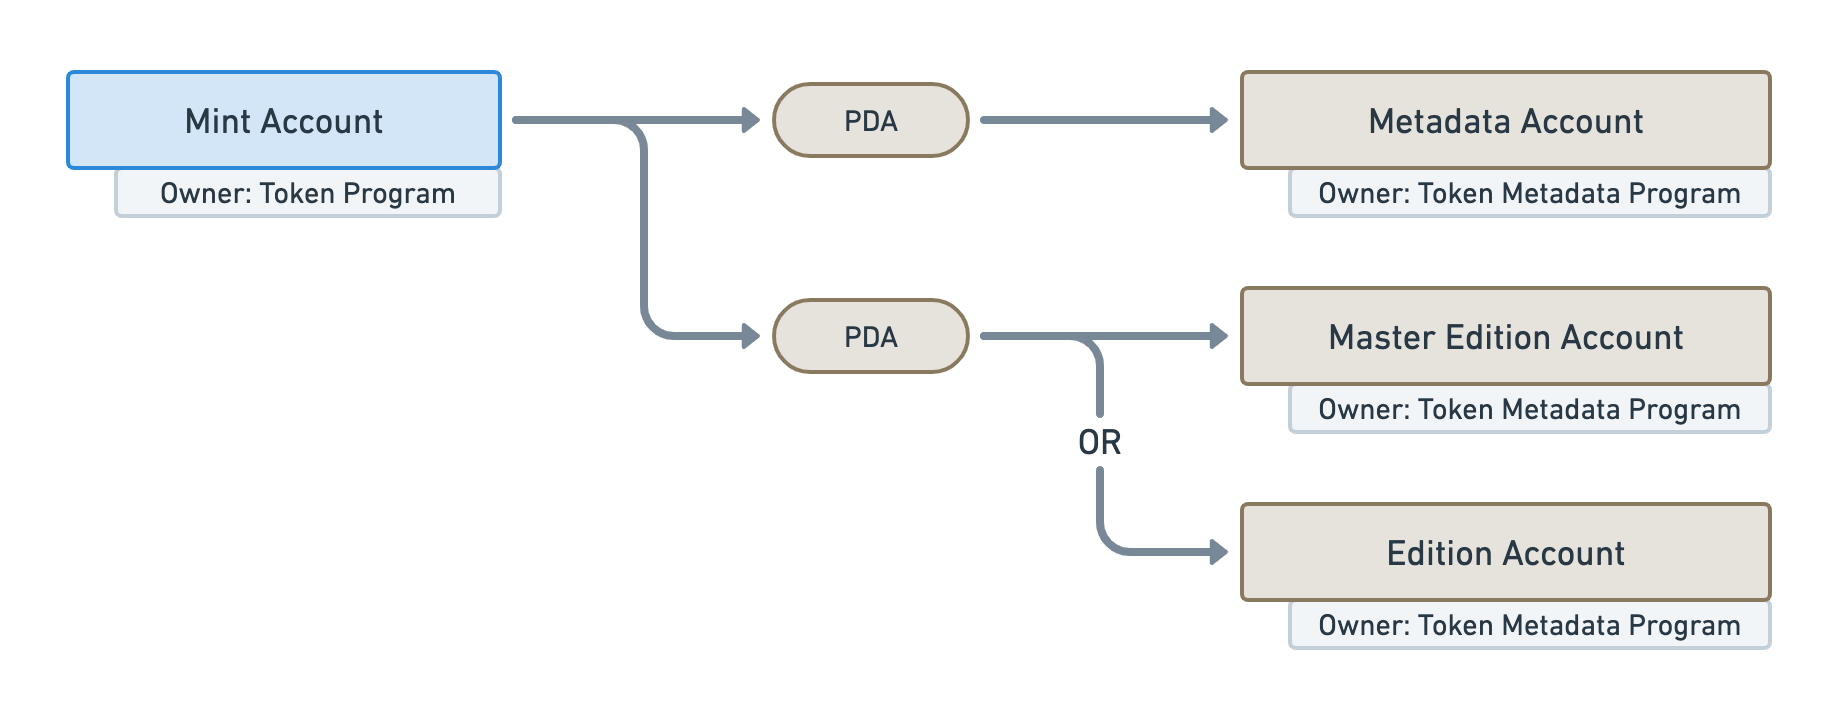 Mint Account
Owner: Token Program
PDA
Metadata Account
Owner: Token Metadata Program
PDA
Master Edition Account
Owner: Token Metadata Program
OR
Edition Account
Owner: Token Metadata Program